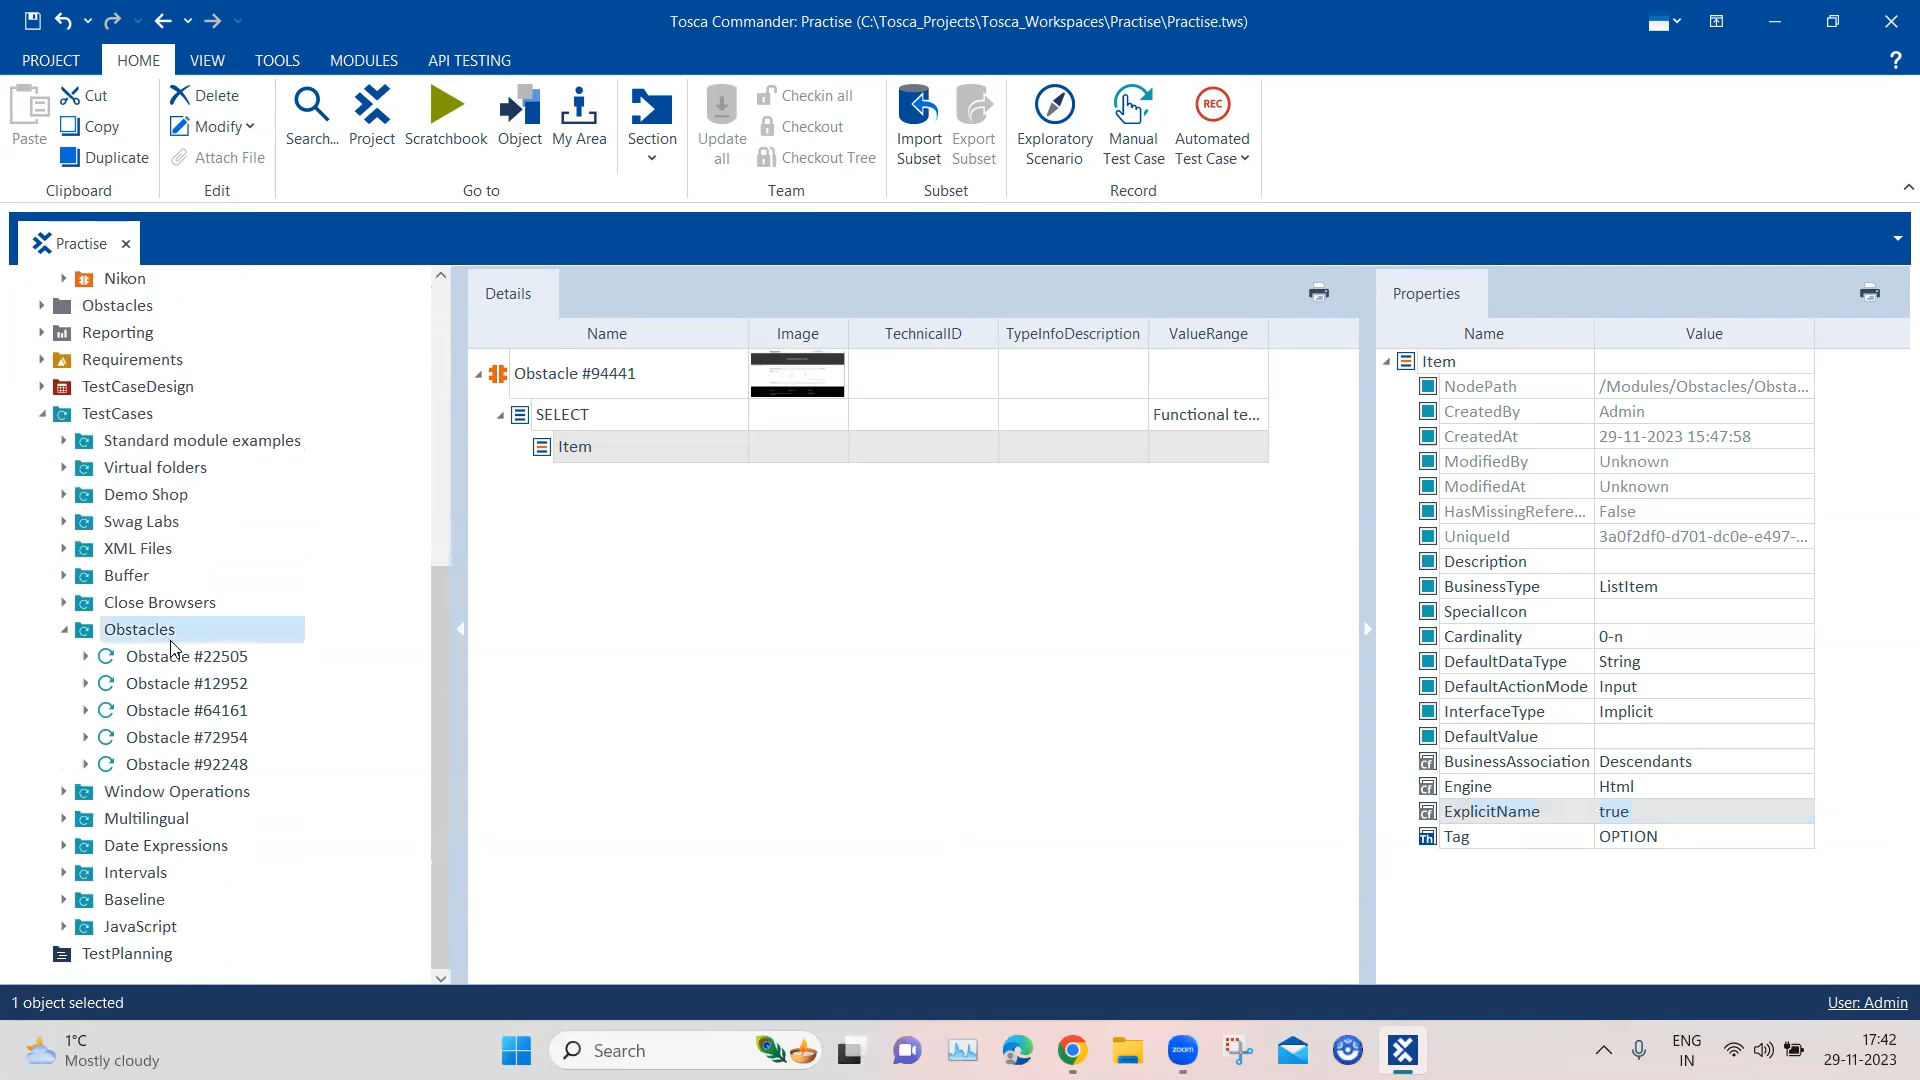 Tosca Commander: Practise (C:\Tosca_Projects\Tosca_Workspaces\Practise\Practise.tws)
PROJECT HOME VIEW TOOLS MODULES API TESTING ?
Paste Cut Copy Duplicate
Clipboard
Delete Modify Attach File
Edit
Search... Project Scratchbook Object My Area Section
Go to
Update all Checkin all Checkout Checkout Tree
Team
Import Subset Export Subset
Subset
Exploratory Scenario Manual Test Case REC Automated Test Case
Record
Practise
Nikon
Obstacles
Reporting
Requirements
TestCaseDesign
TestCases
Standard module examples
Virtual folders
Demo Shop
Swag Labs
XML Files
Buffer
Close Browsers
Obstacles
Obstacle #22505
Obstacle #12952
Obstacle #64161
Obstacle #72954
Obstacle #92248
Window Operations
Multilingual
Date Expressions
Intervals
Baseline
JavaScript
TestPlanning
Details
Name Image TechnicalID TypeInfoDescription ValueRange
Obstacle #94441
SELECT Functional te...
Item
Properties
Name Value
Item
NodePath /Modules/Obstacles/Obsta...
CreatedBy Admin
CreatedAt 29-11-2023 15:47:58
ModifiedBy Unknown
ModifiedAt Unknown
HasMissingRefere... False
UniqueId 3a0f2df0-d701-dc0e-e497-...
Description
BusinessType ListItem
SpecialIcon
Cardinality 0-n
DefaultDataType String
DefaultActionMode Input
InterfaceType Implicit
DefaultValue
BusinessAssociation Descendants
Engine Html
ExplicitName true
Tag OPTION
1 object selected User: Admin
1°C
Mostly cloudy
Search
zoom
ENG
IN
17:42
29-11-2023